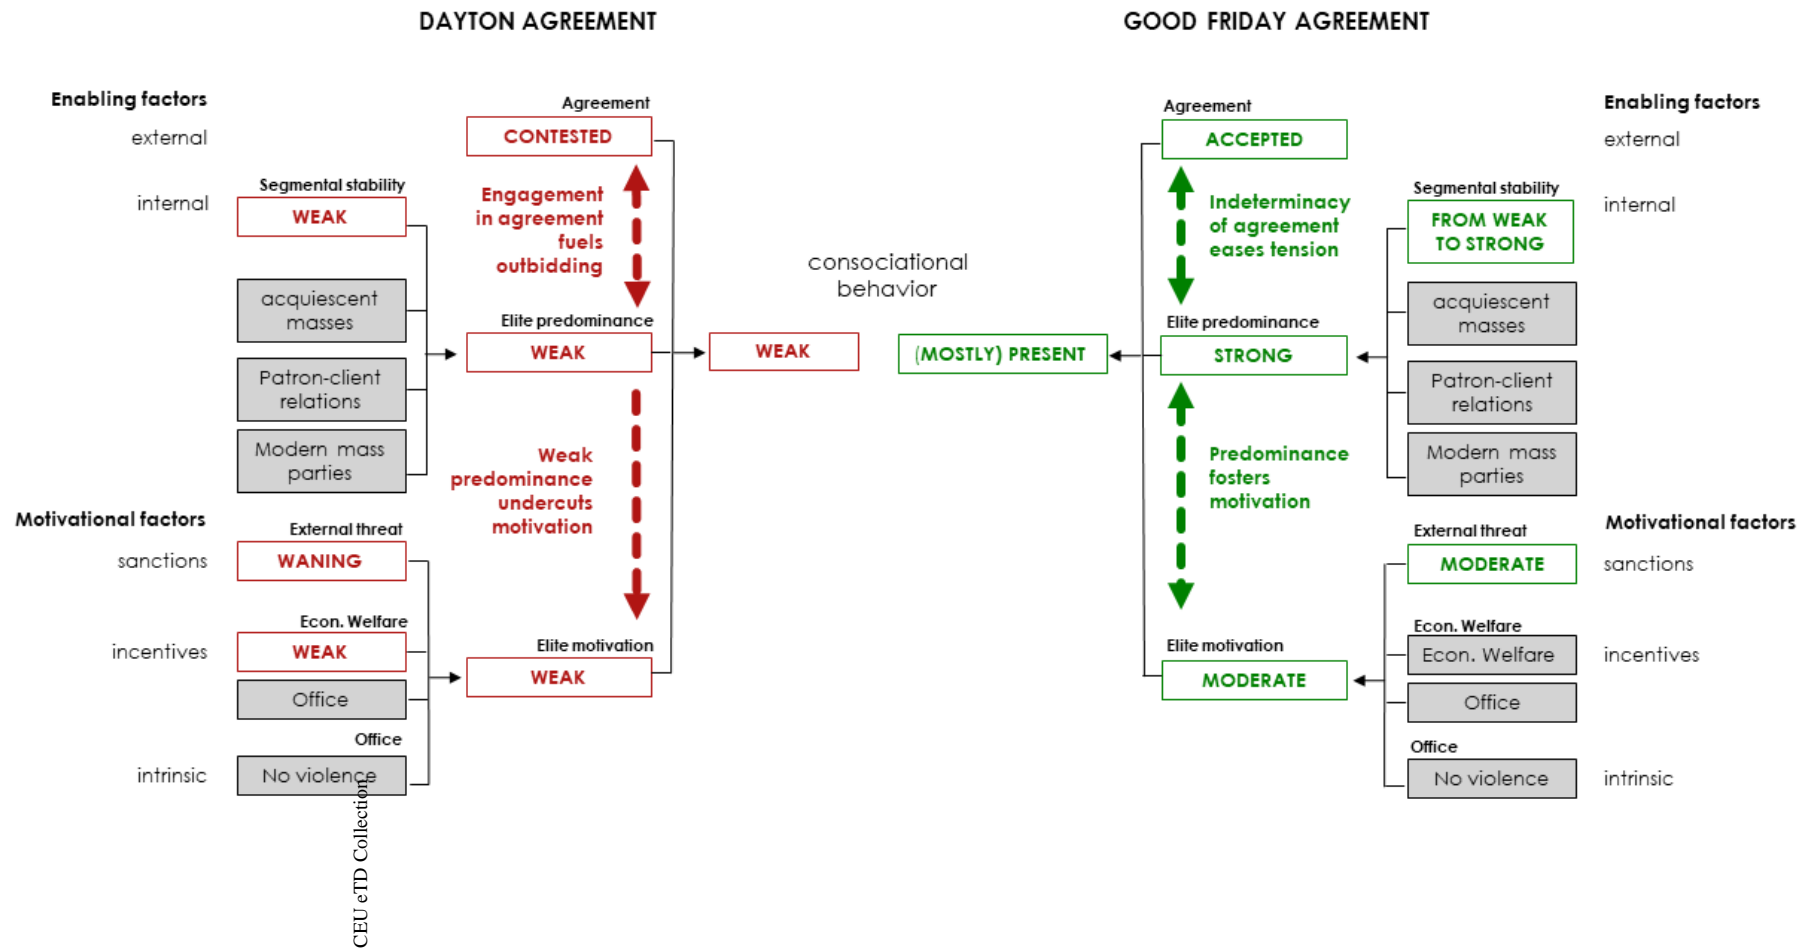 DAYTON AGREEMENT
GOOD FRIDAY AGREEMENT
Enabling factors
external
internal
Segmental stability
WEAK
acquiescent
masses
Patron-client
relations
Modern mass
parties
Motivational factors
sanctions
External threat
WANING
incentives
Econ. Welfare
WEAK
Office
Office
intrinsic
No violence
Agreement
CONTESTED
Engagement
in agreement
fuels
outbidding
Elite predominance
WEAK
Weak
predominance
undercuts
motivation
Elite motivation
WEAK
consociational
behavior
WEAK
(MOSTLY) PRESENT
Agreement
ACCEPTED
Indeterminacy
of agreement
eases tension
Elite predominance
STRONG
Predominance
fosters
motivation
Elite motivation
MODERATE
Enabling factors
external
internal
Segmental stability
FROM WEAK
TO STRONG
acquiescent
masses
Patron-client
relations
Modern mass
parties
Motivational factors
External threat
MODERATE
sanctions
Econ. Welfare
Econ. Welfare
incentives
Office
Office
No violence
intrinsic
CEU eTD Collection